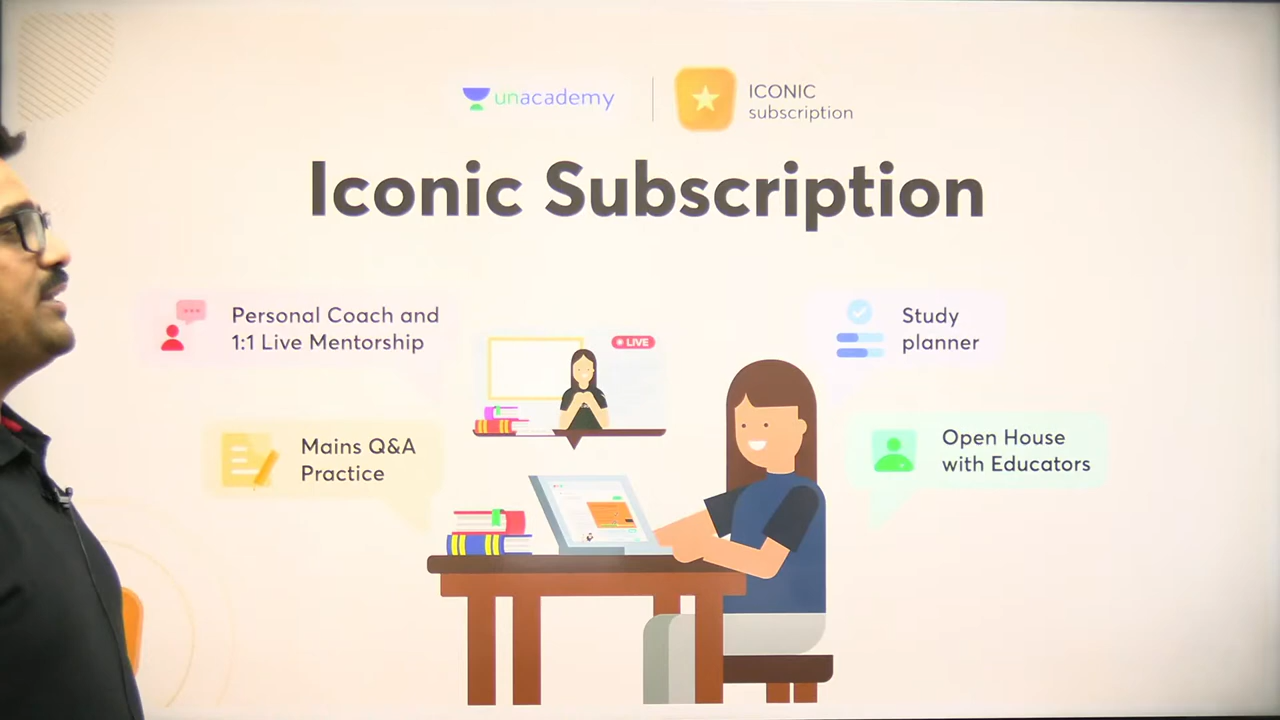 unacademy
ICONIC
subscription
Iconic Subscription
Personal Coach and
1:1 Live Mentorship
LIVE
Study
planner
Mains Q&A
Practice
Open House
with Educators